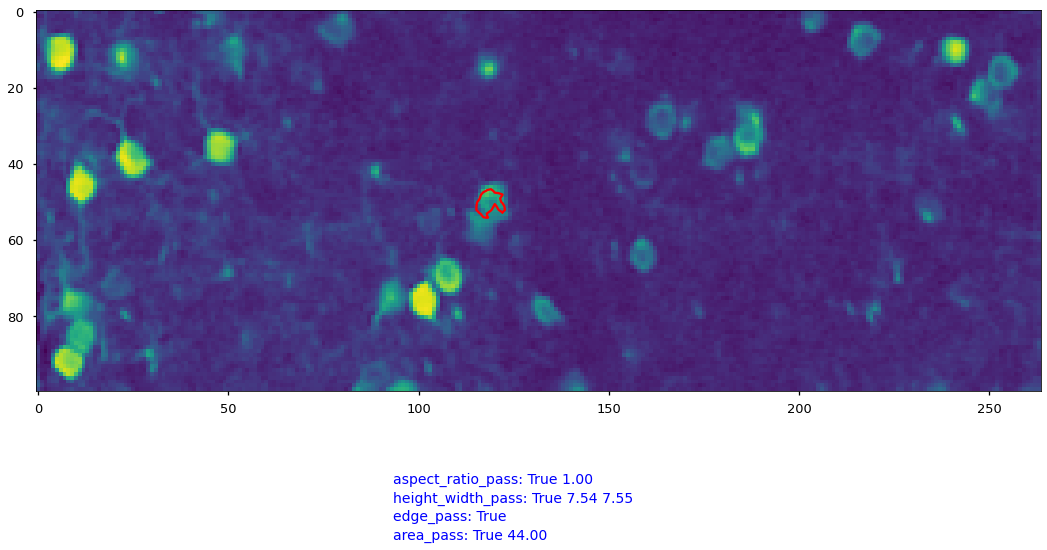 0
20
40
60
80
0 50 100 150 200 250
aspect_ratio_pass: True 1.00
height_width_pass: True 7.54 7.55
edge_pass: True
area_pass: True 44.00